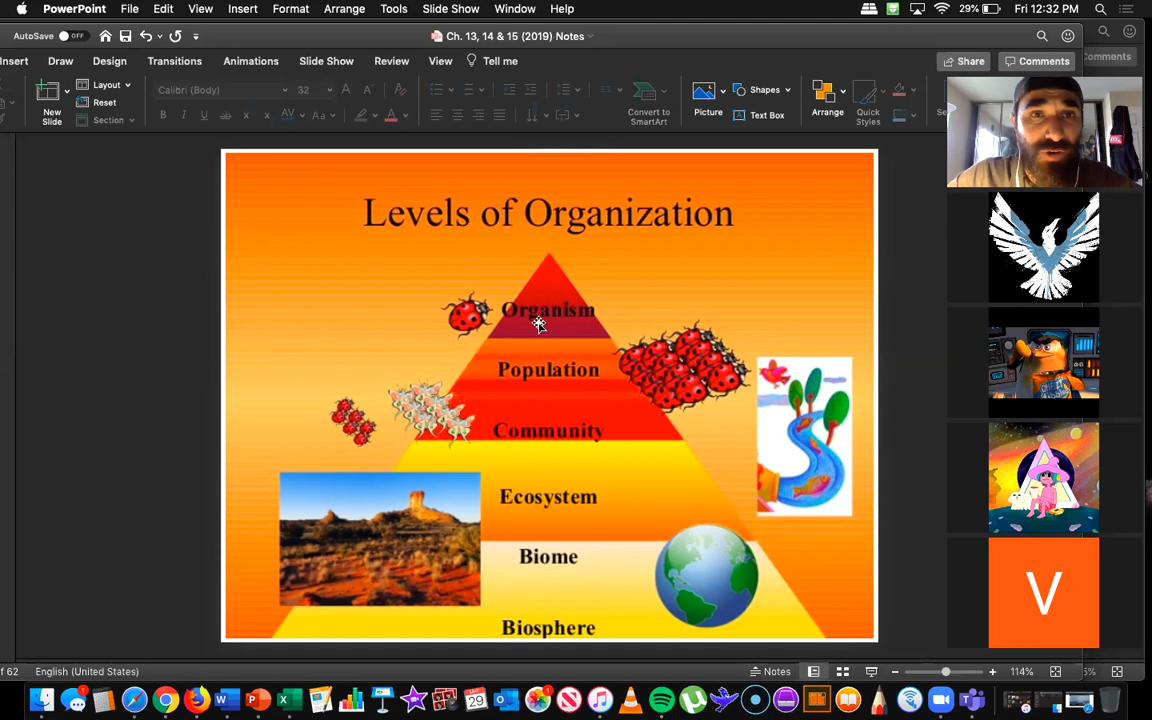 PowerPoint File Edit View Insert Format Arrange Tools Slide Show Window Help 29% Fri 12:32 PM
AutoSave OFF Ch. 13, 14 & 15 (2019) Notes
Insert Draw Design Transitions Animations Review View Slide Show Tell me Share Comments Comments
New Slide Layout Reset Section Calibri (Body) 32 Convert to SmartArt Picture Shapes Text Box Arrange Quick Styles
Levels of Organization
Organism
Population
Community
Ecosystem
Biome
Biosphere
V
of 62 English (United States) Notes 114%